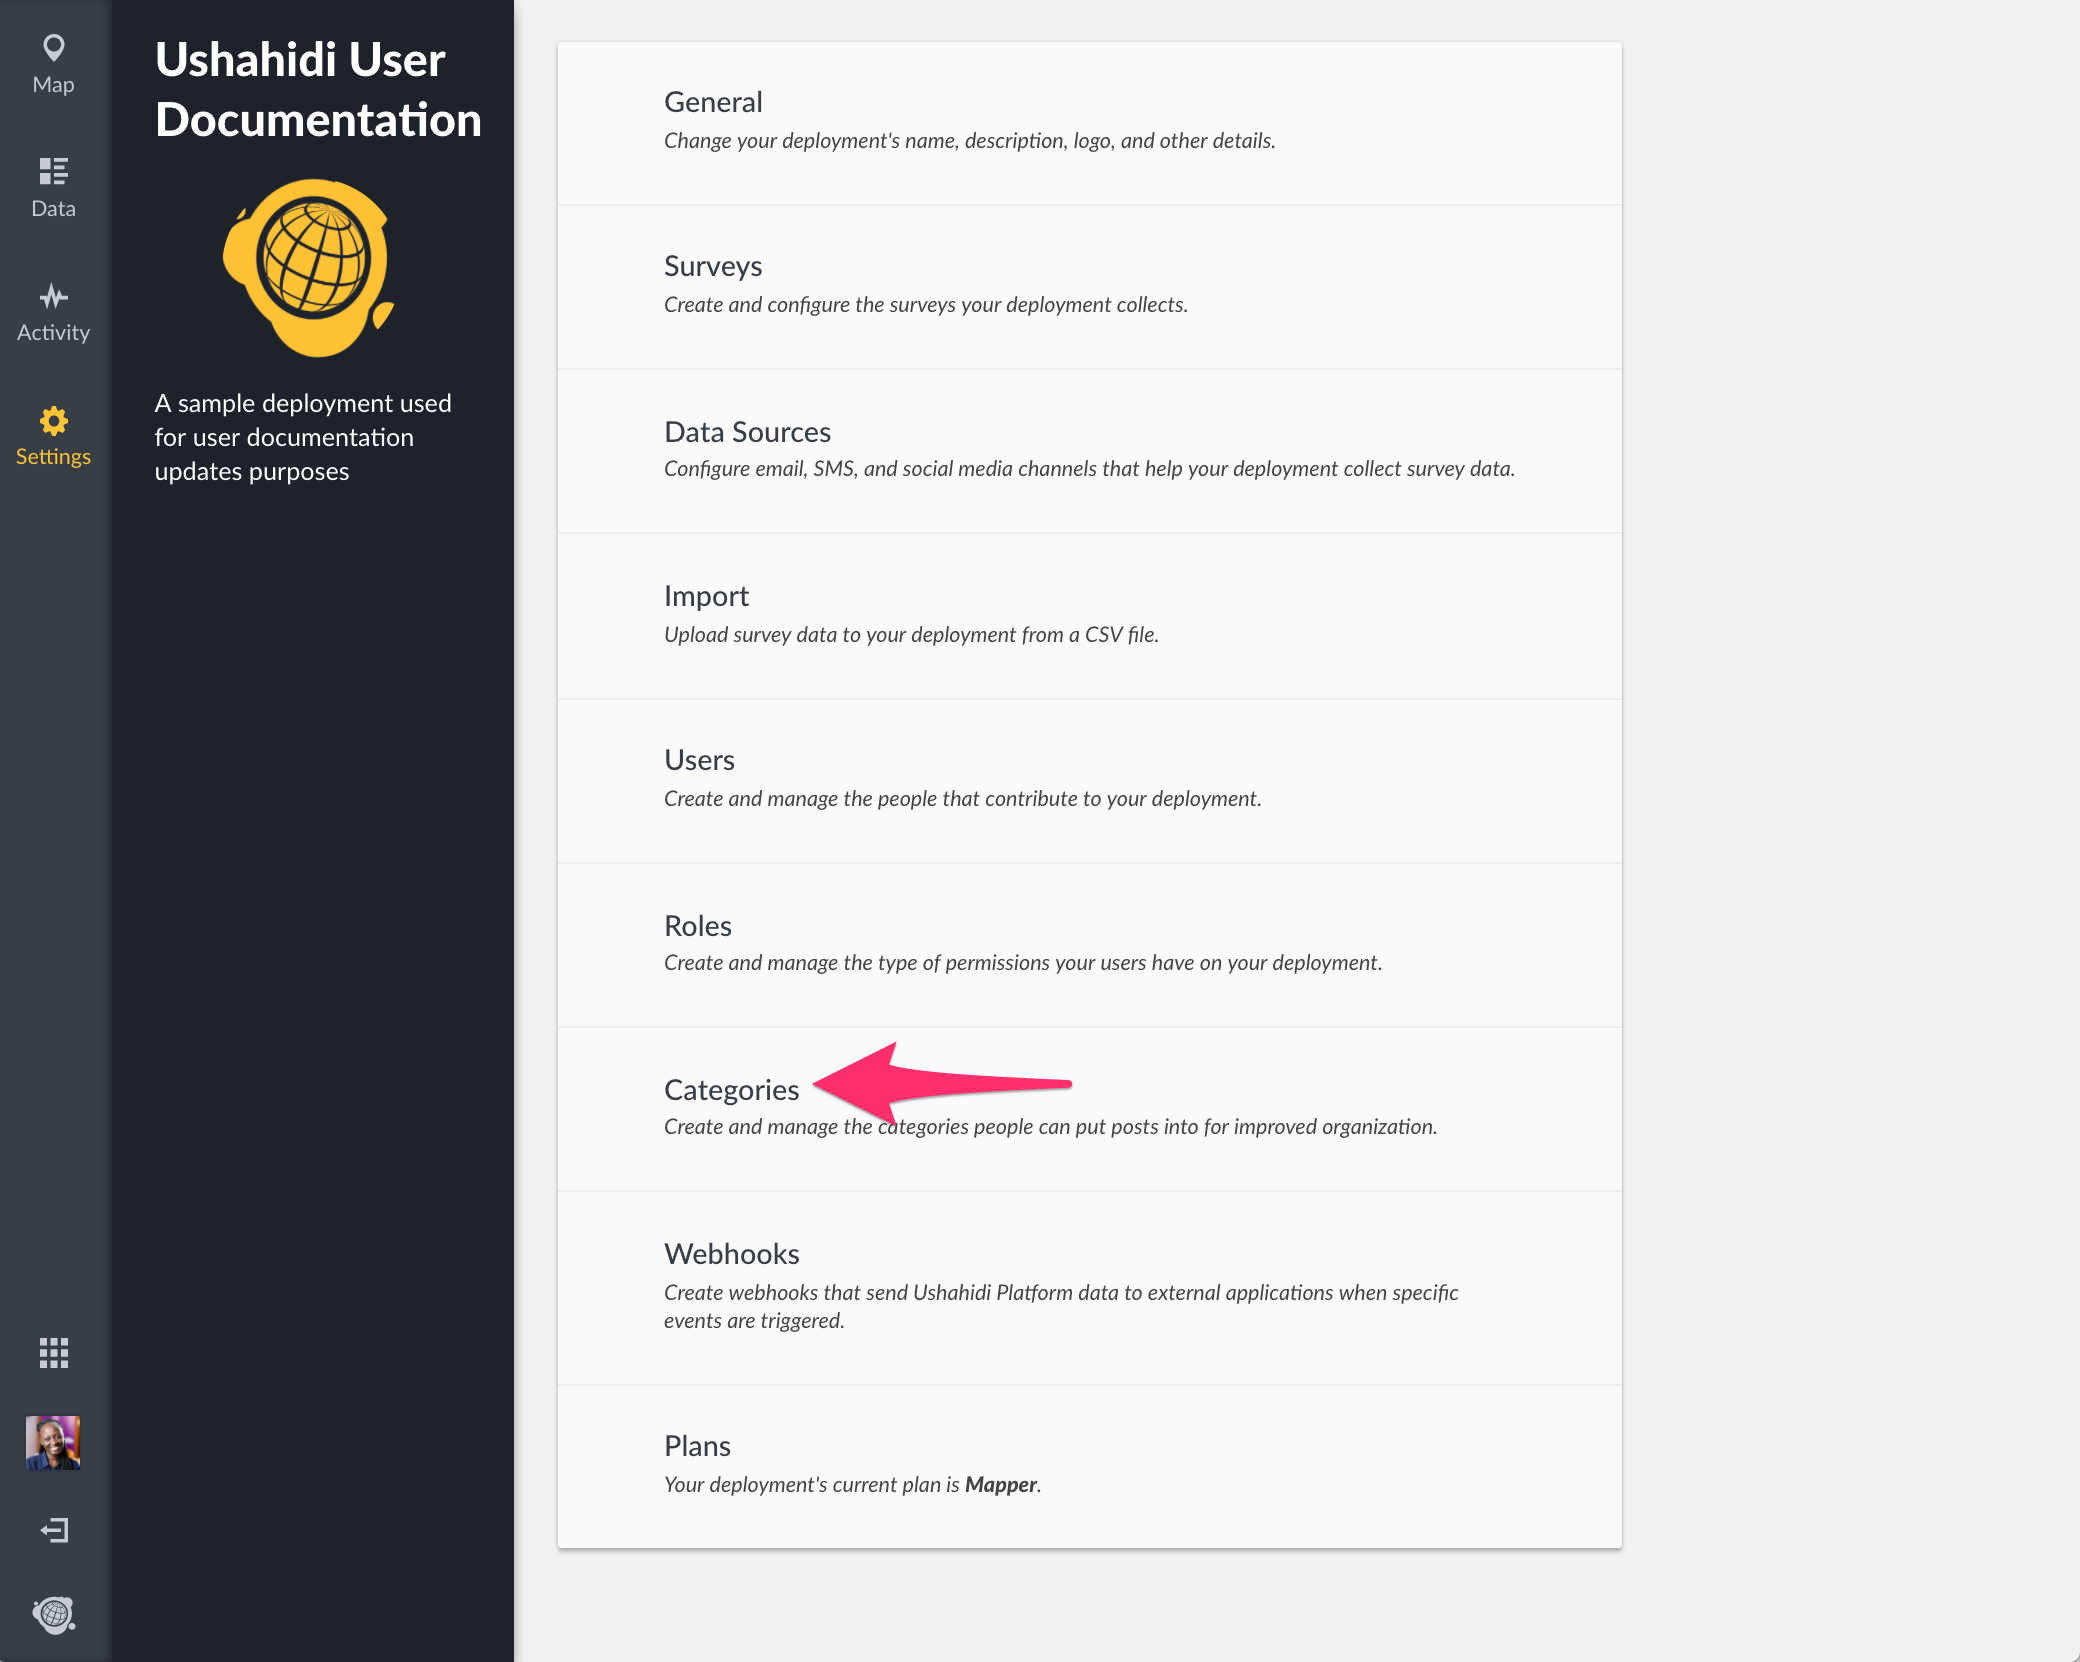 Map
Data
Activity
Settings
Ushahidi User
Documentation
A sample deployment used
for user documentation
updates purposes
General
Change your deployment's name, description, logo, and other details.
Surveys
Create and configure the surveys your deployment collects.
Data Sources
Configure email, SMS, and social media channels that help your deployment collect survey data.
Import
Upload survey data to your deployment from a CSV file.
Users
Create and manage the people that contribute to your deployment.
Roles
Create and manage the type of permissions your users have on your deployment.
Categories
Create and manage the categories people can put posts into for improved organization.
Webhooks
Create webhooks that send Ushahidi Platform data to external applications when specific
events are triggered.
Plans
Your deployment's current plan is Mapper.